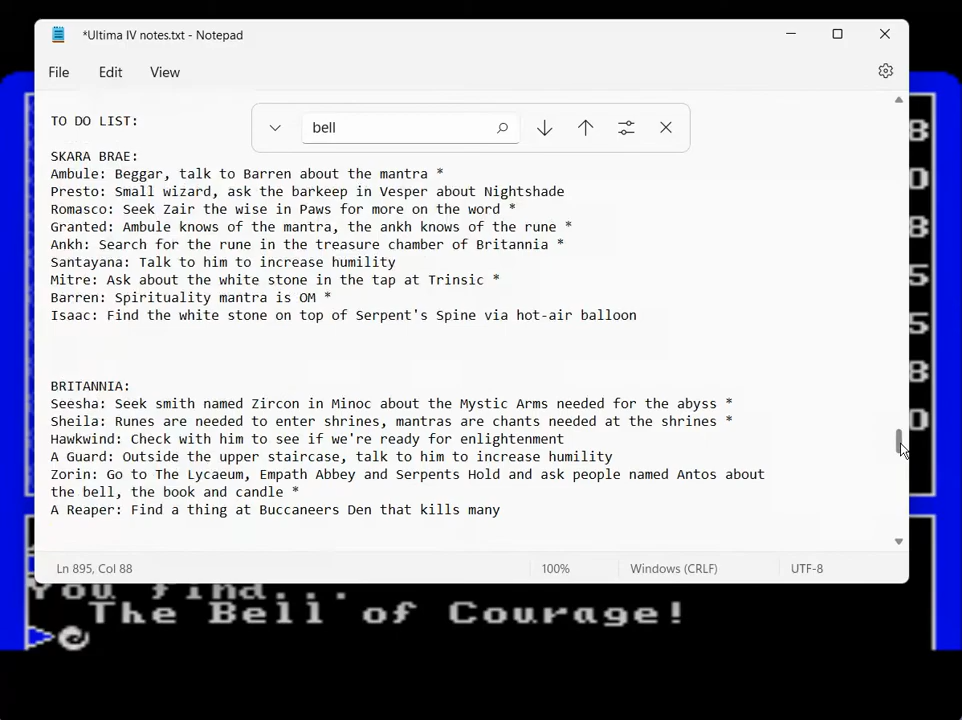 *Ultima IV notes.txt - Notepad
File Edit View
bell
TO DO LIST:
SKARA BRAE:
Ambule: Beggar, talk to Barren about the mantra *
Presto: Small wizard, ask the barkeep in Vesper about Nightshade
Romasco: Seek Zair the wise in Paws for more on the word *
Granted: Ambule knows of the mantra, the ankh knows of the rune *
Ankh: Search for the rune in the treasure chamber of Britannia *
Santayana: Talk to him to increase humility
Mitre: Ask about the white stone in the tap at Trinsic *
Barren: Spirituality mantra is OM *
Isaac: Find the white stone on top of Serpent's Spine via hot-air balloon
BRITANNIA:
Seesha: Seek smith named Zircon in Minoc about the Mystic Arms needed for the abyss *
Sheila: Runes are needed to enter shrines, mantras are chants needed at the shrines *
Hawkwind: Check with him to see if we're ready for enlightenment
A Guard: Outside the upper staircase, talk to him to increase humility
Zorin: Go to The Lycaeum, Empath Abbey and Serpents Hold and ask people named Antos about
the bell, the book and candle *
A Reaper: Find a thing at Buccaneers Den that kills many
Ln 895, Col 88 100% Windows (CRLF) UTF-8
8
0
8
5
5
8
0
You find...
The Bell of Courage!